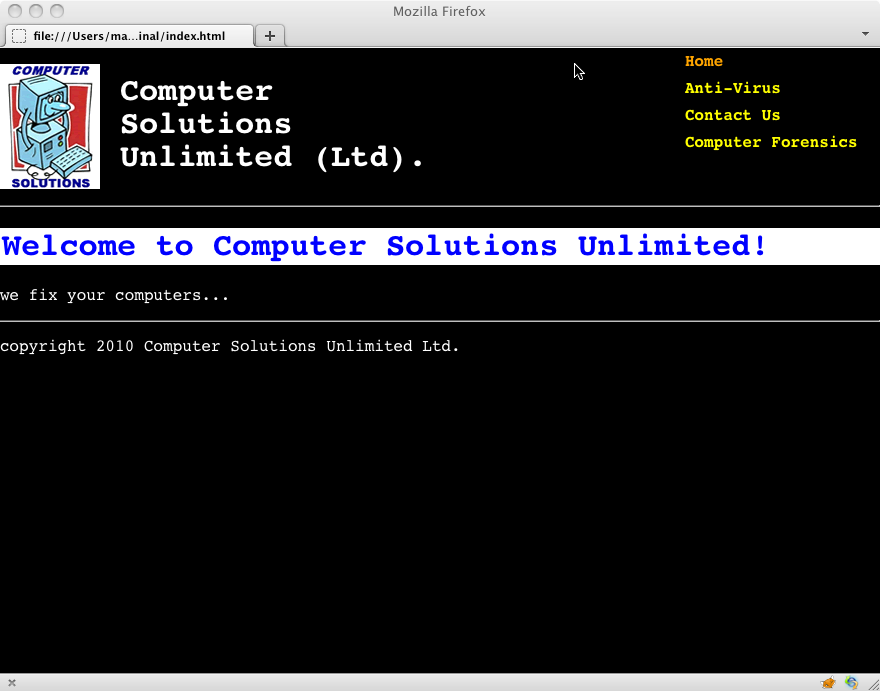 Mozilla Firefox
file:///Users/ma...inal/index.html
COMPUTER
SOLUTIONS
Computer
Solutions
Unlimited (Ltd).
Home
Anti-Virus
Contact Us
Computer Forensics
Welcome to Computer Solutions Unlimited!
we fix your computers...
copyright 2010 Computer Solutions Unlimited Ltd.